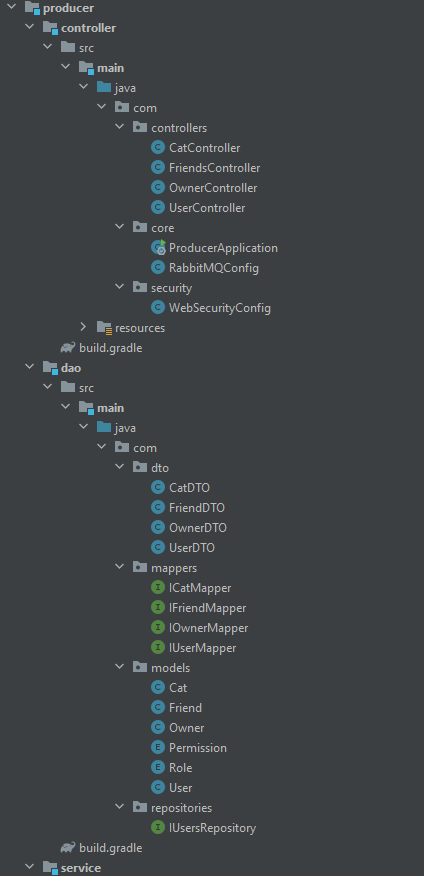 producer
controller
src
main
java
com
controllers
CatController
FriendsController
OwnerController
UserController
core
ProducerApplication
RabbitMQConfig
security
WebSecurityConfig
resources
build.gradle
dao
src
main
java
com
dto
CatDTO
FriendDTO
OwnerDTO
UserDTO
mappers
ICatMapper
IFriendMapper
IOwnerMapper
IUserMapper
models
Cat
Friend
Owner
Permission
Role
User
repositories
IUsersRepository
build.gradle
service